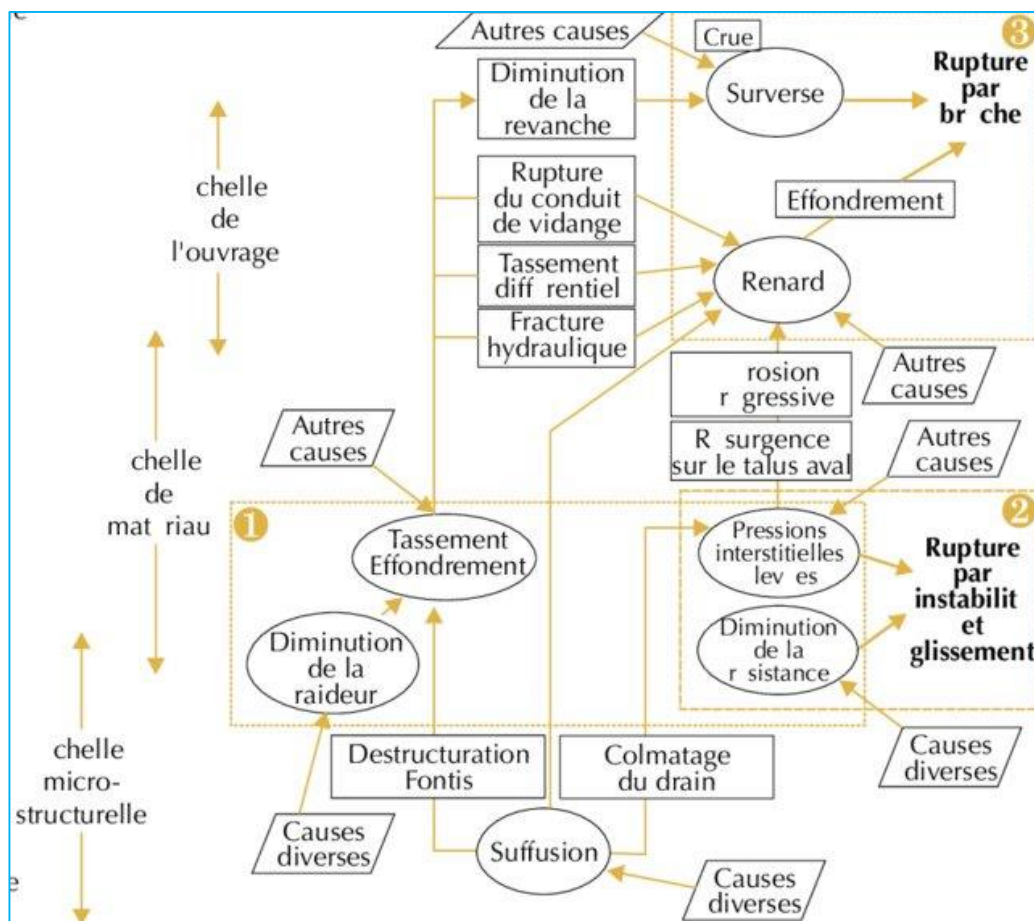 e
Autres causes
Crue
3
Diminution
de la
revanche
Surverse
Rupture
par
br che
chelle
de
l'ouvrage
Rupture
du conduit
de vidange
Effondrement
Tassement
diff rentiel
Renard
Fracture
hydraulique
rosion
r gressive
Autres
causes
Autres
causes
R surgence
sur le talus aval
Autres
causes
chelle
de
mat riau
1
Tassement
Effondrement
Pressions
interstitielles
lev es
2
Rupture
par
instabilit
et
glissement
Diminution
de la
raideur
Diminution
de la
r sistance
chelle
micro-
structurelle
Destructuration
Fontis
Colmatage
du drain
Causes
diverses
Causes
diverses
Suffusion
Causes
diverses
e